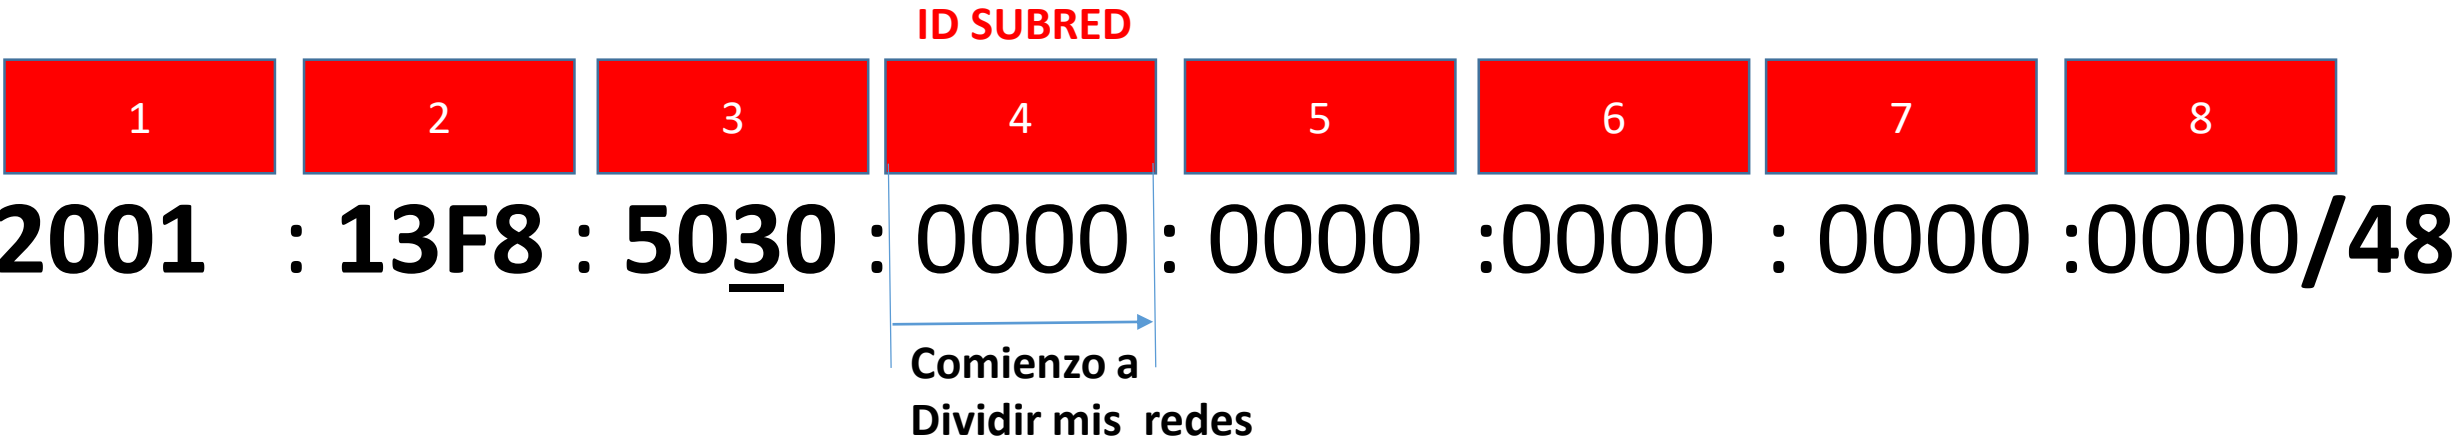 ID SUBRED
1 2 3 4 5 6 7 8
2001 : 13F8 : 5030 : 0000 : 0000 :0000 : 0000 :0000/48
Comienzo a
Dividir mis redes